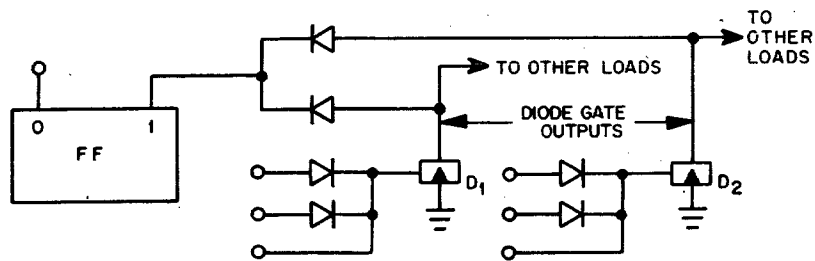 TO
OTHER
LOADS
TO OTHER LOADS
DIODE GATE
OUTPUTS
0 1
FF
D1
D2